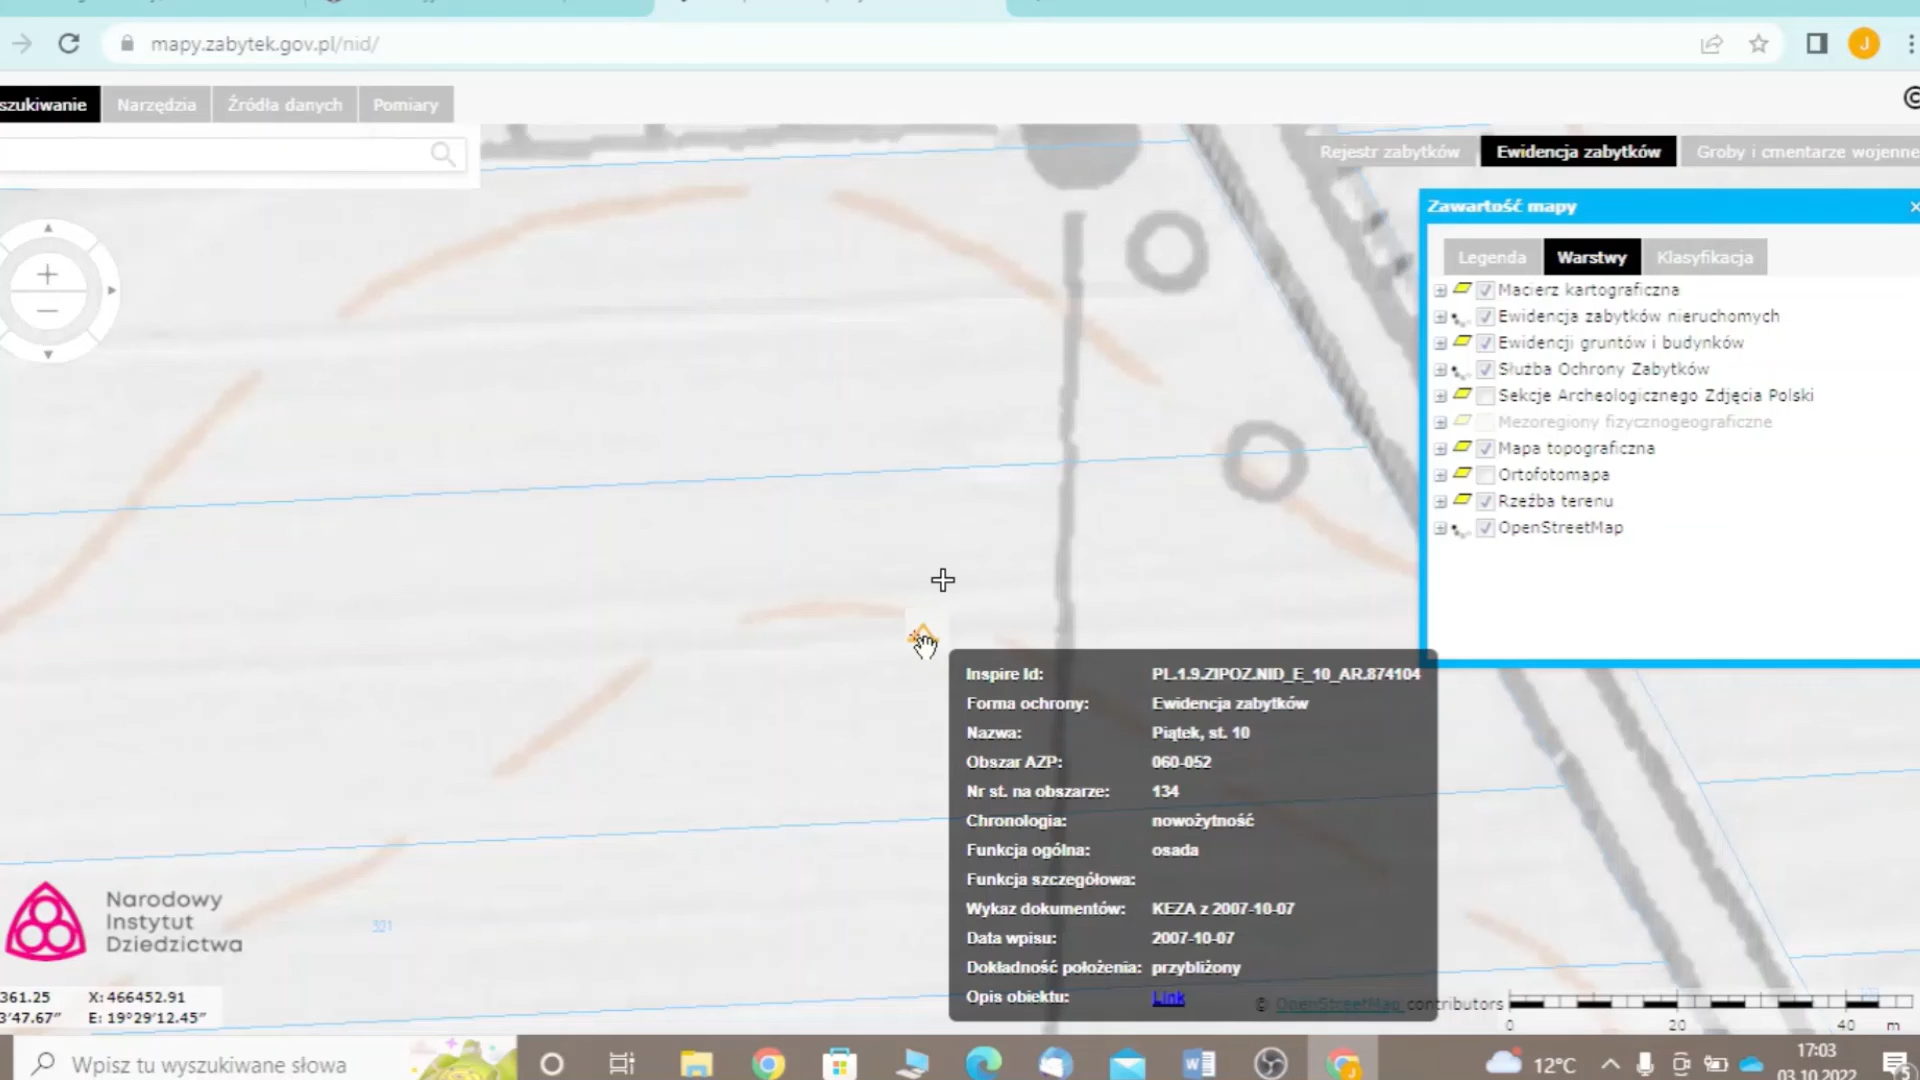 mapy.zabytek.gov.pl/nid/
J
szukiwanie Narzędzia Źródła danych Pomiary
Rejestr zabytków Ewidencja zabytków Groby i cmentarze wojenne
Zawartość mapy
Legenda Warstwy Klasyfikacja
Macierz kartograficzna
Ewidencja zabytków nieruchomych
Ewidencji gruntów i budynków
Służba Ochrony Zabytków
Sekcje Archeologicznego Zdjęcia Polski
Mezoregiony fizycznogeograficzne
Mapa topograficzna
Ortofotomapa
Rzeźba terenu
OpenStreetMap
Inspire Id: PL.1.9.ZIPOZ.NID_E_10_AR.874104
Forma ochrony: Ewidencja zabytków
Nazwa: Piątek, st. 10
Obszar AZP: 060-052
Nr st. na obszarze: 134
Chronologia: nowożytność
Funkcja ogólna: osada
Funkcja szczegółowa:
Wykaz dokumentów: KEZA z 2007-10-07
Data wpisu: 2007-10-07
Dokładność położenia: przybliżony
Opis obiektu: Link
© OpenStreetMap contributors
0 20 40 m
321
Narodowy
Instytut
Dziedzictwa
361.25 X: 466452.91
3'47.67" E: 19°29'12.45"
Wpisz tu wyszukiwane słowa
12°C
17:03
03.10.2022
5